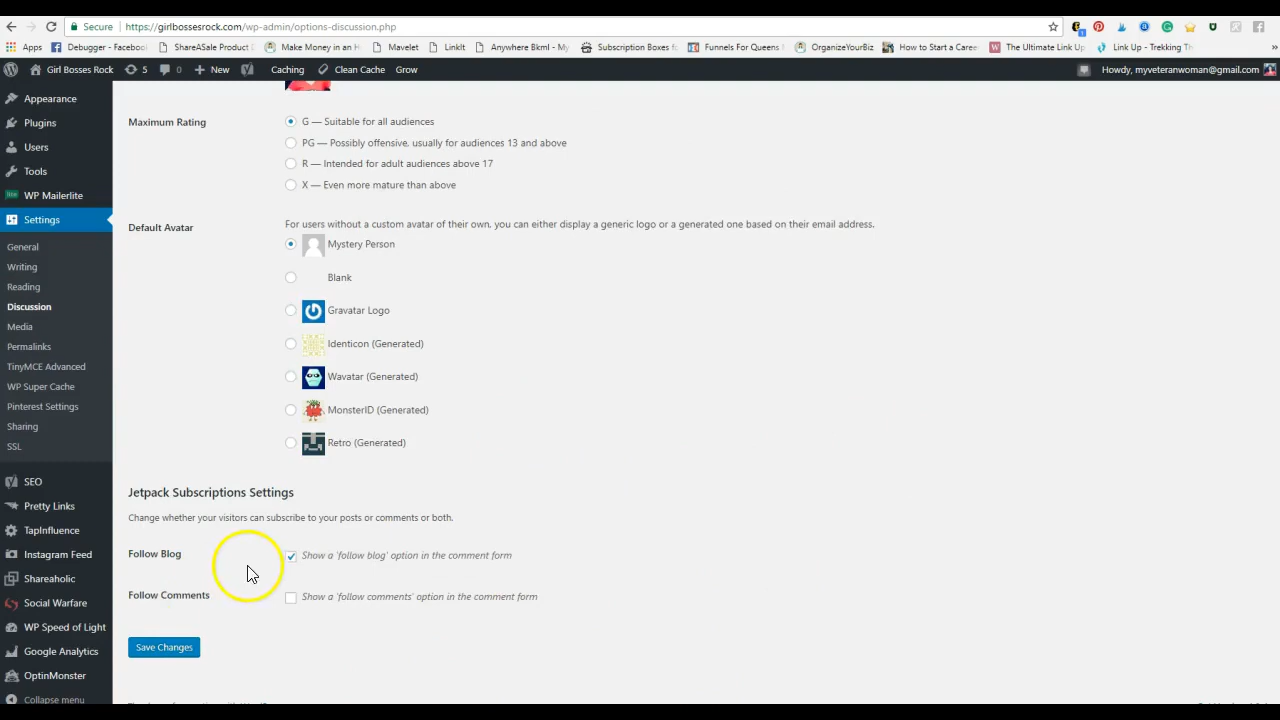 Secure https://girlbossesrock.com/wp-admin/options-discussion.php
Apps Debugger - Facebo ShareASale Product D Make Money in an H Mavelet LinkIt Anywhere Bkml - My Subscription Boxes fo Funnels For Queens OrganizeYourBiz How to Start a Caree The Ultimate Link Up Link Up - Trekking Th
Girl Bosses Rock 5 0 New Caching Clean Cache Grow Howdy, myveteranwoman@gmail.com
Appearance
Plugins
Users
Tools
WP Mailerlite
Settings
General
Writing
Reading
Discussion
Media
Permalinks
TinyMCE Advanced
WP Super Cache
Pinterest Settings
Sharing
SSL
SEO
Pretty Links
TapInfluence
Instagram Feed
Shareaholic
Social Warfare
WP Speed of Light
Google Analytics
OptinMonster
Collapse menu
Maximum Rating
G — Suitable for all audiences
PG — Possibly offensive, usually for audiences 13 and above
R — Intended for adult audiences above 17
X — Even more mature than above
Default Avatar
For users without a custom avatar of their own, you can either display a generic logo or a generated one based on their email address.
Mystery Person
Blank
Gravatar Logo
Identicon (Generated)
Wavatar (Generated)
MonsterID (Generated)
Retro (Generated)
Jetpack Subscriptions Settings
Change whether your visitors can subscribe to your posts or comments or both.
Follow Blog
Show a 'follow blog' option in the comment form
Follow Comments
Show a 'follow comments' option in the comment form
Save Changes